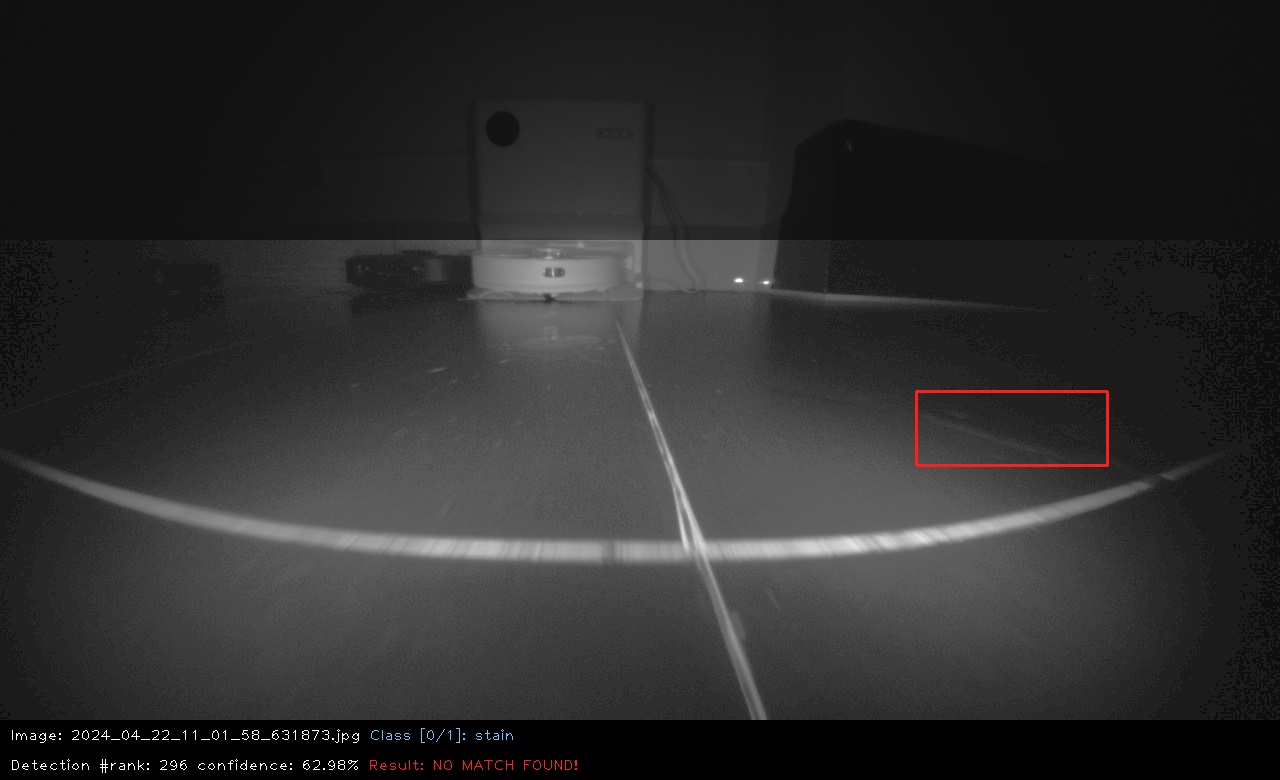 Image: 2024_04_22_11_01_58_631873.jpg Class [0/1]: stain
Detection #rank: 296 confidence: 62.98% Result: NO MATCH FOUND!